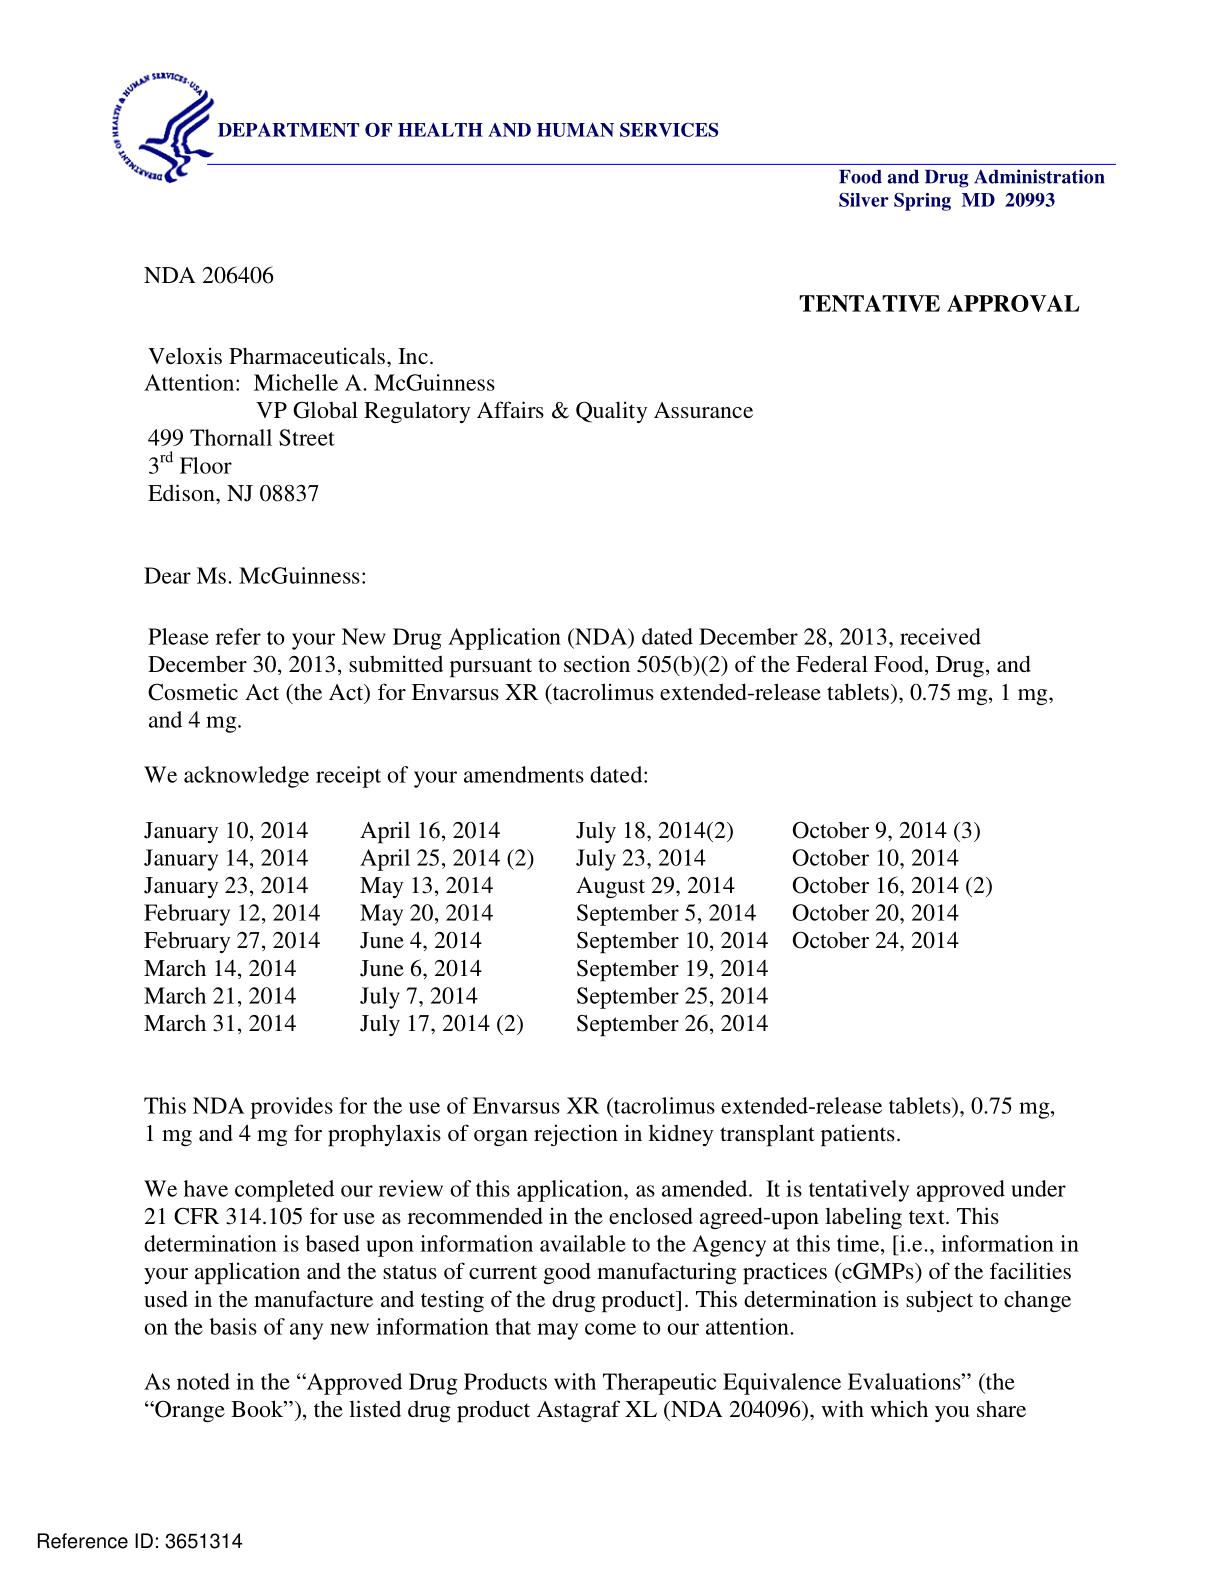 DEPARTMENT OF HEALTH & HUMAN SERVICES·USA
DEPARTMENT OF HEALTH AND HUMAN SERVICES
Food and Drug Administration
Silver Spring  MD  20993
NDA 206406
TENTATIVE APPROVAL
Veloxis Pharmaceuticals, Inc.
Attention:  Michelle A. McGuinness
VP Global Regulatory Affairs & Quality Assurance
499 Thornall Street
3rd Floor
Edison, NJ 08837
Dear Ms. McGuinness:
Please refer to your New Drug Application (NDA) dated December 28, 2013, received
December 30, 2013, submitted pursuant to section 505(b)(2) of the Federal Food, Drug, and
Cosmetic Act (the Act) for Envarsus XR (tacrolimus extended-release tablets), 0.75 mg, 1 mg,
and 4 mg.
We acknowledge receipt of your amendments dated:
January 10, 2014 April 16, 2014 July 18, 2014(2) October 9, 2014 (3)
January 14, 2014 April 25, 2014 (2) July 23, 2014 October 10, 2014
January 23, 2014 May 13, 2014 August 29, 2014 October 16, 2014 (2)
February 12, 2014 May 20, 2014 September 5, 2014 October 20, 2014
February 27, 2014 June 4, 2014 September 10, 2014 October 24, 2014
March 14, 2014 June 6, 2014 September 19, 2014
March 21, 2014 July 7, 2014 September 25, 2014
March 31, 2014 July 17, 2014 (2) September 26, 2014
This NDA provides for the use of Envarsus XR (tacrolimus extended-release tablets), 0.75 mg,
1 mg and 4 mg for prophylaxis of organ rejection in kidney transplant patients.
We have completed our review of this application, as amended.  It is tentatively approved under
21 CFR 314.105 for use as recommended in the enclosed agreed-upon labeling text. This
determination is based upon information available to the Agency at this time, [i.e., information in
your application and the status of current good manufacturing practices (cGMPs) of the facilities
used in the manufacture and testing of the drug product]. This determination is subject to change
on the basis of any new information that may come to our attention.
As noted in the “Approved Drug Products with Therapeutic Equivalence Evaluations” (the
“Orange Book”), the listed drug product Astagraf XL (NDA 204096), with which you share
Reference ID: 3651314